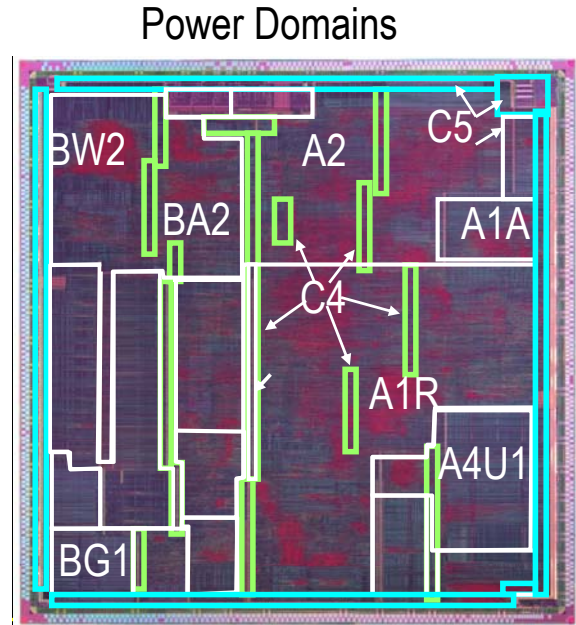 Power Domains
BW2
A2
C5
BA2
A1A
C4
A1R
A4U1
BG1